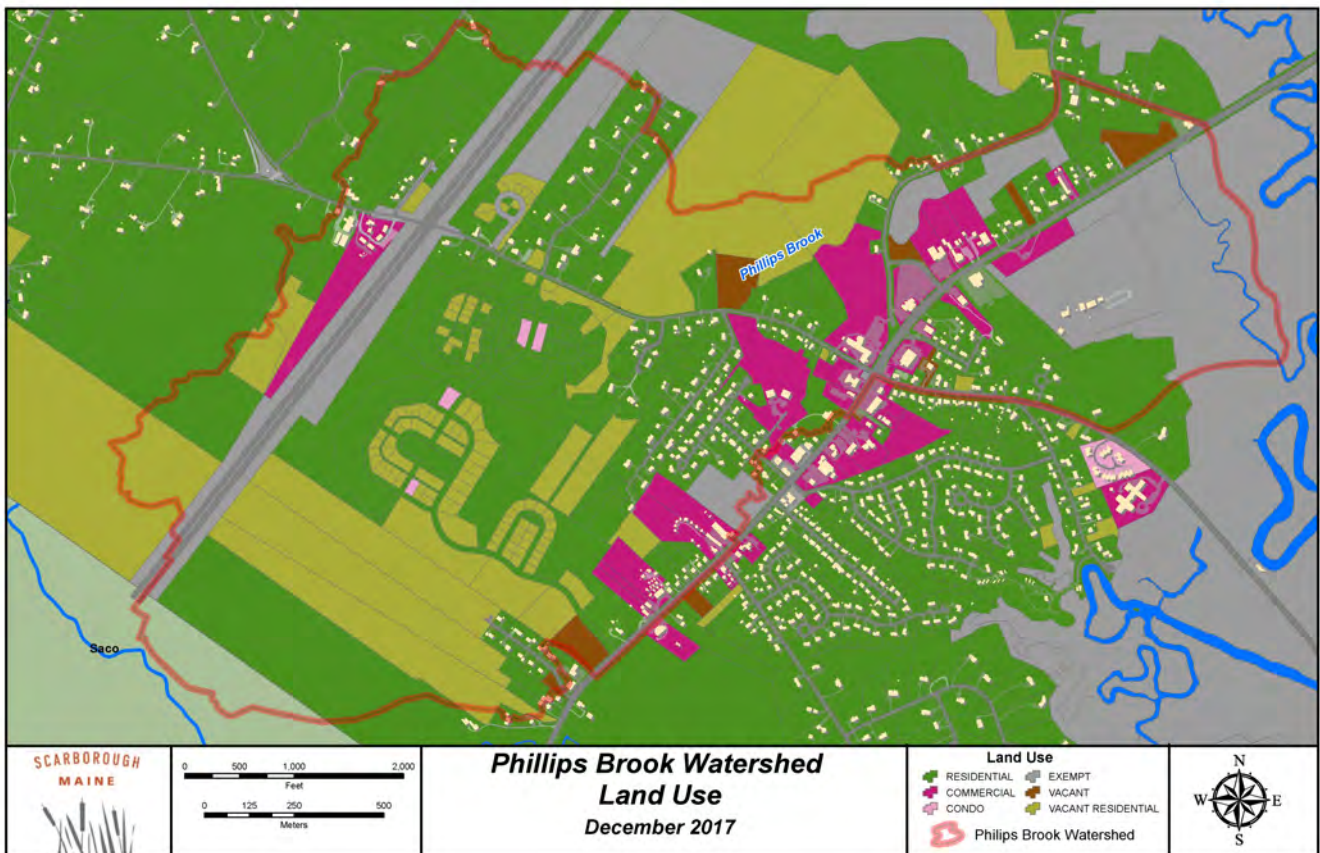 Phillips Brook
Saco
SCARBOROUGH
MAINE
0 500 1,000 2,000
Feet
0 125 250 500
Meters
Phillips Brook Watershed
Land Use
December 2017
Land Use
RESIDENTIAL EXEMPT
COMMERCIAL VACANT
CONDO VACANT RESIDENTIAL
Philips Brook Watershed
N
W E
S